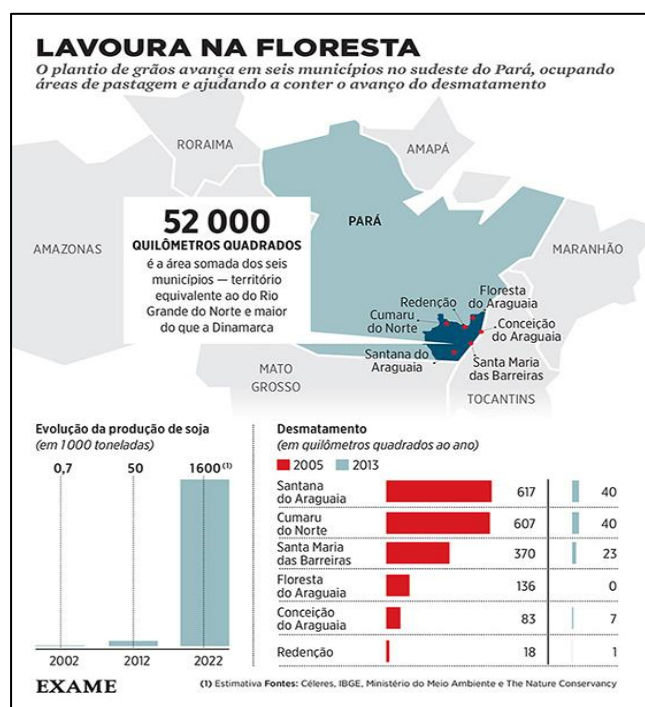 LAVOURA NA FLORESTA
O plantio de grãos avança em seis municípios no sudeste do Pará, ocupando
áreas de pastagem e ajudando a conter o avanço do desmatamento
RORAIMA
AMAPÁ
AMAZONAS
PARÁ
MARANHÃO
52 000
QUILÔMETROS QUADRADOS
é a área somada dos seis
municípios — território
equivalente ao do Rio
Grande do Norte e maior
do que a Dinamarca
Floresta
do Araguaia
Redenção
Cumaru
do Norte
Conceição
do Araguaia
Santana do
Araguaia
Santa Maria
das Barreiras
MATO
GROSSO
TOCANTINS
Evolução da produção de soja
(em 1 000 toneladas)
0,7 50 1600 (1)
2002 2012 2022
Desmatamento
(em quilômetros quadrados ao ano)
2005 2013
Santana
do Araguaia 617 40
Cumaru
do Norte 607 40
Santa Maria
das Barreiras 370 23
Floresta
do Araguaia 136 0
Conceição
do Araguaia 83 7
Redenção 18 1
EXAME
(1) Estimativa Fontes: Céleres, IBGE, Ministério do Meio Ambiente e The Nature Conservancy